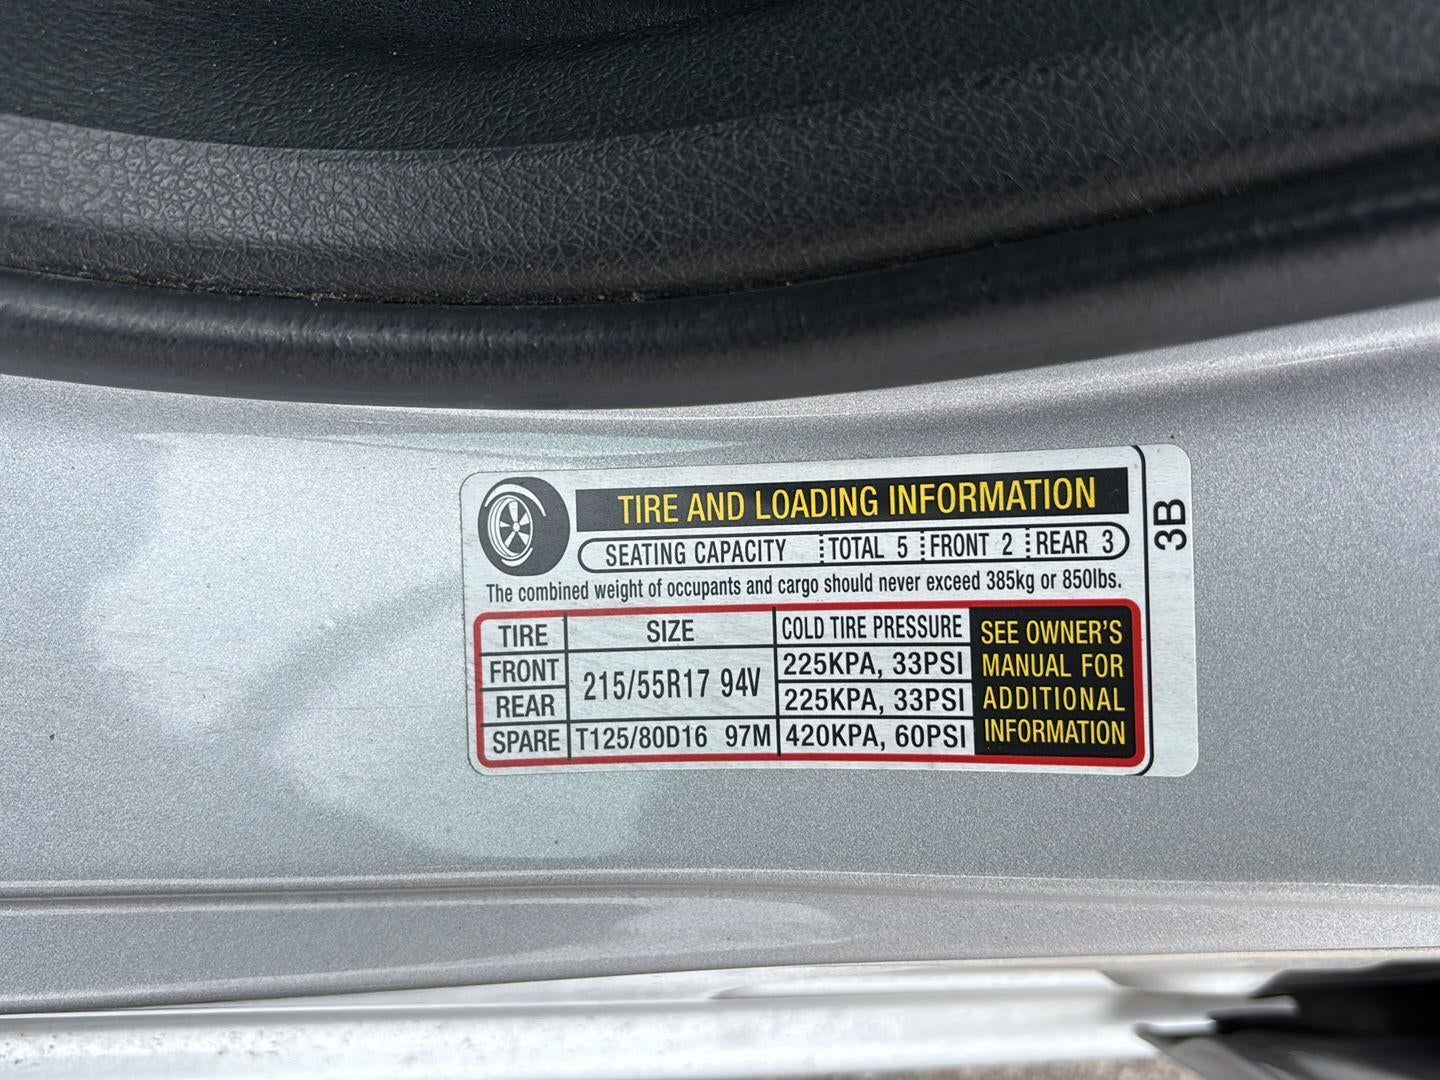 TIRE AND LOADING INFORMATION
SEATING CAPACITY TOTAL 5 FRONT 2 REAR 3
The combined weight of occupants and cargo should never exceed 385kg or 850lbs.
TIRE SIZE COLD TIRE PRESSURE
FRONT 215/55R17 94V 225KPA, 33PSI
REAR 225KPA, 33PSI
SPARE T125/80D16 97M 420KPA, 60PSI
SEE OWNER'S
MANUAL FOR
ADDITIONAL
INFORMATION
3B